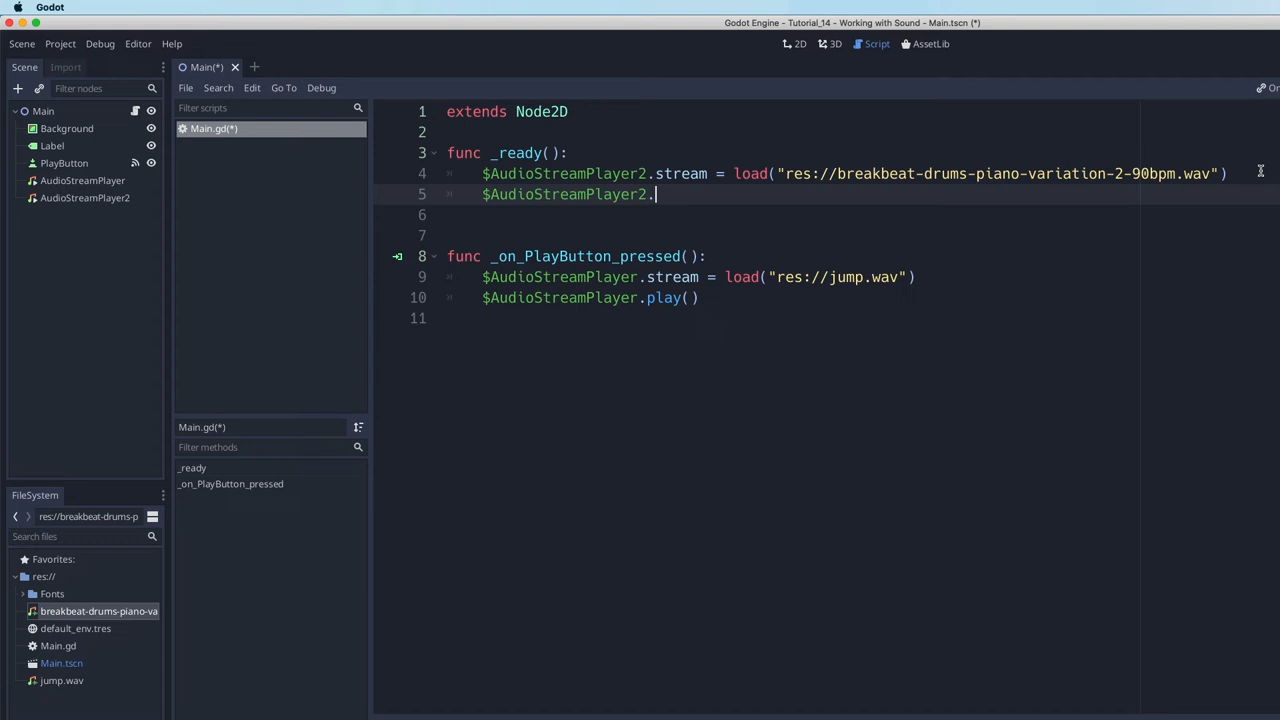 Godot
Godot Engine - Tutorial_14 - Working with Sound - Main.tscn (*)
Scene Project Debug Editor Help
2D 3D Script AssetLib
Scene Import
Main(*)
Filter nodes
File Search Edit Go To Debug
Filter scripts
Main
Background
Label
PlayButton
AudioStreamPlayer
AudioStreamPlayer2
Main.gd(*)
Main.gd(*)
Filter methods
_ready
_on_PlayButton_pressed
1 extends Node2D
2
3 func _ready():
4 $AudioStreamPlayer2.stream = load("res://breakbeat-drums-piano-variation-2-90bpm.wav")
5 $AudioStreamPlayer2.
6
7
8 func _on_PlayButton_pressed():
9 $AudioStreamPlayer.stream = load("res://jump.wav")
10 $AudioStreamPlayer.play()
11
FileSystem
res://breakbeat-drums-p
Search files
Favorites:
res://
Fonts
breakbeat-drums-piano-va
default_env.tres
Main.gd
Main.tscn
jump.wav